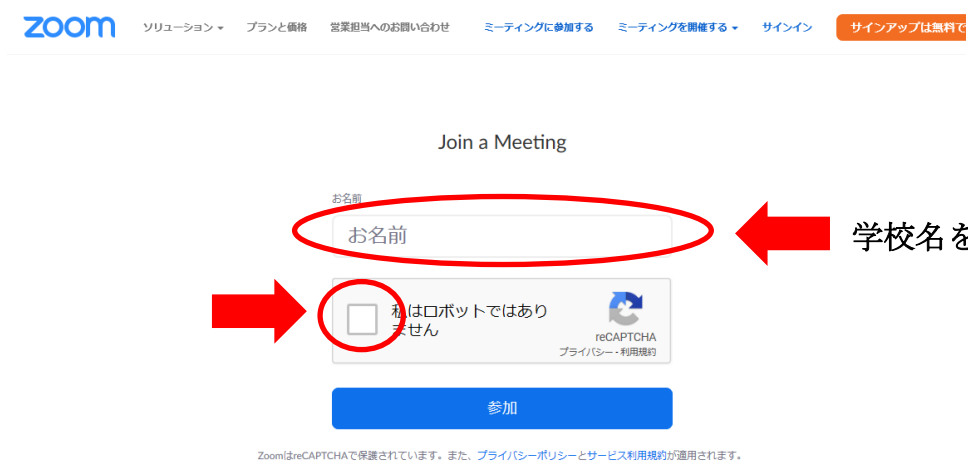 zoom ソリューション プランと価格 営業担当へのお問い合わせ ミーティングに参加する ミーティングを開催する サインイン サインアップは無料で
Join a Meeting
お名前
お名前
学校名を
私はロボットではあり
ません
reCAPTCHA
プライバシー・利用規約
参加
ZoomはreCAPTCHAで保護されています。また、プライバシーポリシーとサービス利用規約が適用されます。